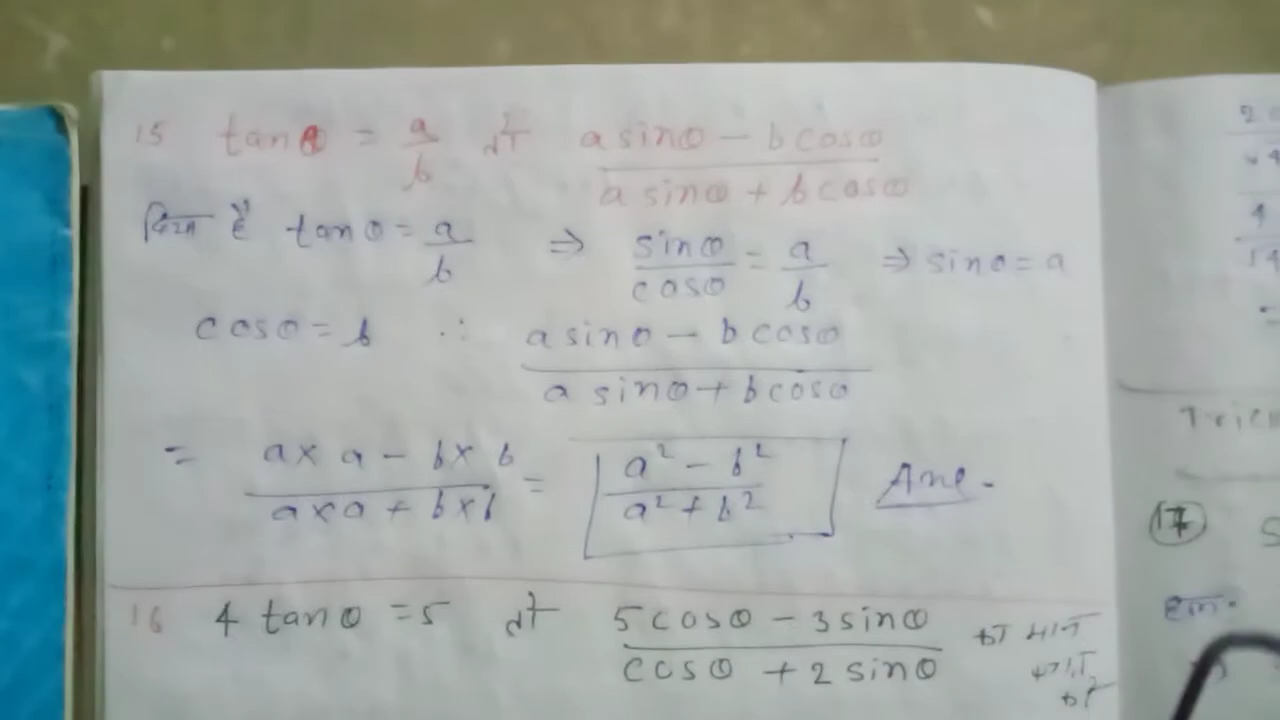 15 tanθ = a/b तो (a sinθ - b cosθ)/(a sinθ + b cosθ)
दिया है tanθ = a/b ⇒ sinθ/cosθ = a/b ⇒ sinθ = a
cosθ = b ∴ (a sinθ - b cosθ)/(a sinθ + b cosθ)
= (a×a - b×b)/(a×a + b×b) = (a² - b²)/(a² + b²) Ans.
16 4 tanθ = 5 तो (5cosθ - 3sinθ)/(cosθ + 2sinθ) का मान
17